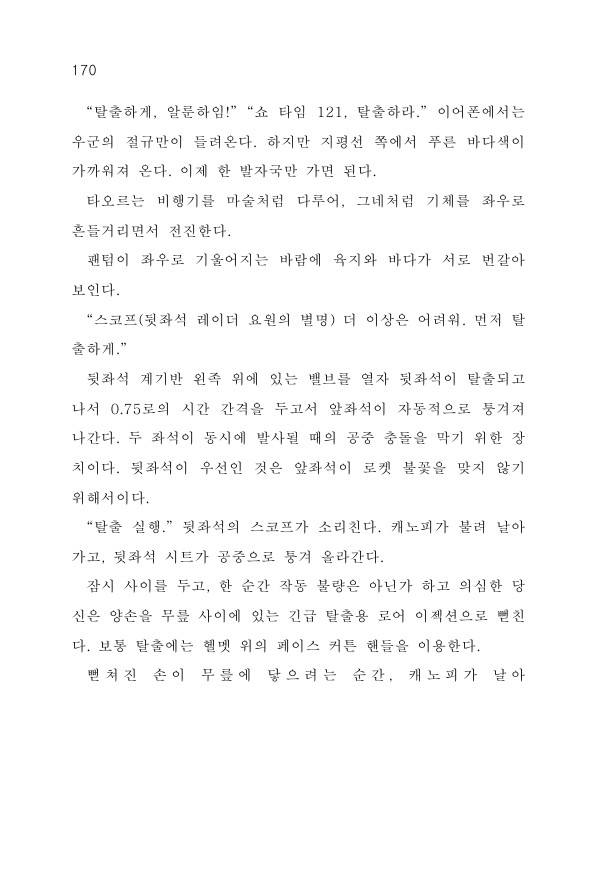 170
“탈출하게, 알룬하임!” “쇼 타임 121, 탈출하라.” 이어폰에서는
우군의 절규만이 들려온다. 하지만 지평선 쪽에서 푸른 바다색이
가까워져 온다. 이제 한 발자국만 가면 된다.
타오르는 비행기를 마술처럼 다루어, 그네처럼 기체를 좌우로
흔들거리면서 전진한다.
팬텀이 좌우로 기울어지는 바람에 육지와 바다가 서로 번갈아
보인다.
“스코프(뒷좌석 레이더 요원의 별명) 더 이상은 어려워. 먼저 탈
출하게.”
뒷좌석 계기반 왼족 위에 있는 밸브를 열자 뒷좌석이 탈출되고
나서 0.75로의 시간 간격을 두고서 앞좌석이 자동적으로 퉁겨져
나간다. 두 좌석이 동시에 발사될 때의 공중 충돌을 막기 위한 장
치이다. 뒷좌석이 우선인 것은 앞좌석이 로켓 불꽃을 맞지 않기
위해서이다.
“탈출 실행.” 뒷좌석의 스코프가 소리친다. 캐노피가 불려 날아
가고, 뒷좌석 시트가 공중으로 퉁겨 올라간다.
잠시 사이를 두고, 한 순간 작동 불량은 아닌가 하고 의심한 당
신은 양손을 무릎 사이에 있는 긴급 탈출용 로어 이젝션으로 뻗친
다. 보통 탈출에는 헬멧 위의 페이스 커튼 핸들을 이용한다.
뻗쳐진 손이 무릎에 닿으려는 순간, 캐노피가 날아